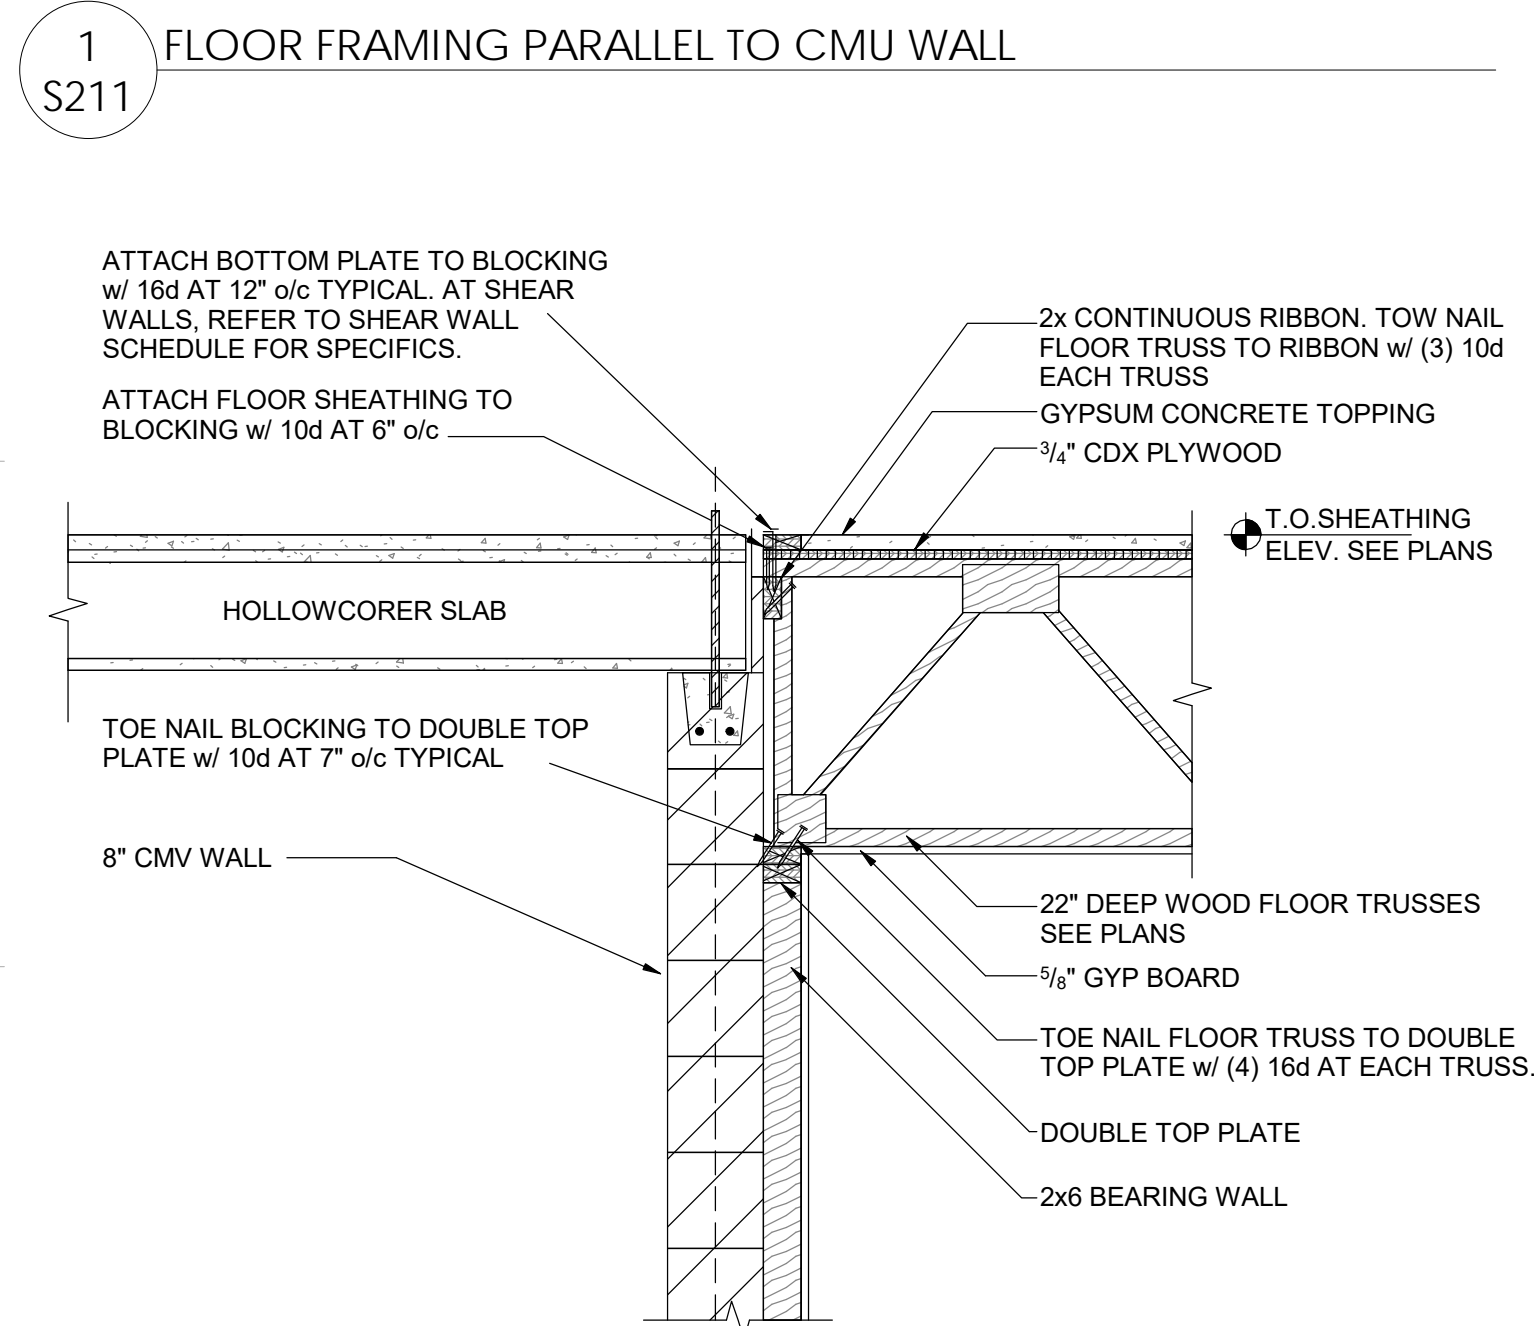 1
S211
FLOOR FRAMING PARALLEL TO CMU WALL
ATTACH BOTTOM PLATE TO BLOCKING
w/ 16d AT 12" o/c TYPICAL. AT SHEAR
WALLS, REFER TO SHEAR WALL
SCHEDULE FOR SPECIFICS.
ATTACH FLOOR SHEATHING TO
BLOCKING w/ 10d AT 6" o/c
2x CONTINUOUS RIBBON. TOW NAIL
FLOOR TRUSS TO RIBBON w/ (3) 10d
EACH TRUSS
GYPSUM CONCRETE TOPPING
3/4" CDX PLYWOOD
T.O.SHEATHING
ELEV. SEE PLANS
HOLLOWCORER SLAB
TOE NAIL BLOCKING TO DOUBLE TOP
PLATE w/ 10d AT 7" o/c TYPICAL
8" CMV WALL
22" DEEP WOOD FLOOR TRUSSES
SEE PLANS
5/8" GYP BOARD
TOE NAIL FLOOR TRUSS TO DOUBLE
TOP PLATE w/ (4) 16d AT EACH TRUSS.
DOUBLE TOP PLATE
2x6 BEARING WALL